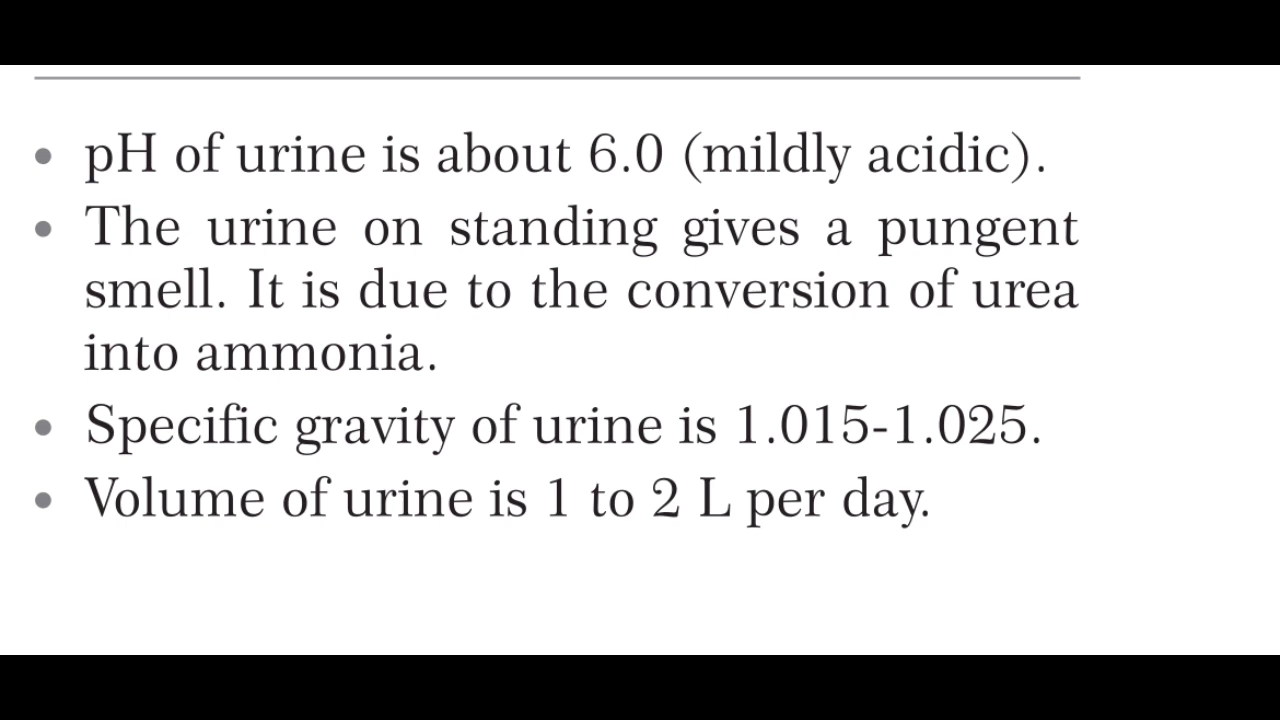 • pH of urine is about 6.0 (mildly acidic).
• The urine on standing gives a pungent
smell. It is due to the conversion of urea
into ammonia.
• Specific gravity of urine is 1.015-1.025.
• Volume of urine is 1 to 2 L per day.